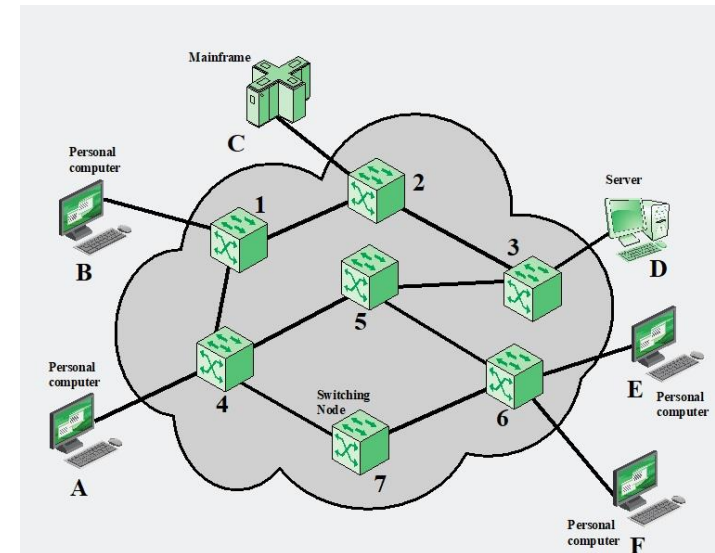 Mainframe
C
Personal
computer
B
1
2
Server
D
3
5
Personal
computer
A
4
Switching
Node
7
6
E
Personal
computer
Personal
computer
F